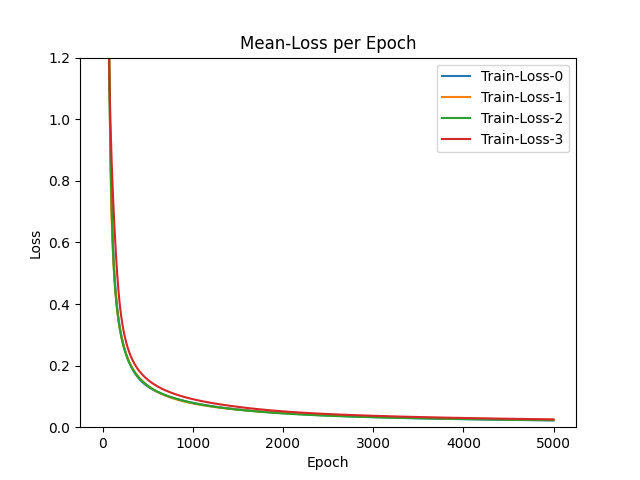 Mean-Loss per Epoch
Train-Loss-0
Train-Loss-1
Train-Loss-2
Train-Loss-3
Loss
1.2
1.0
0.8
0.6
0.4
0.2
0.0
0 1000 2000 3000 4000 5000
Epoch